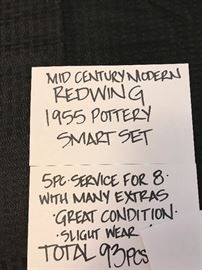 MID CENTURY MODERN
REDWING
1955 POTTERY
SMART SET
5PC. SERVICE FOR 8.
WITH MANY EXTRAS
·GREAT CONDITION·
·SLIGHT WEAR
TOTAL 93PCS